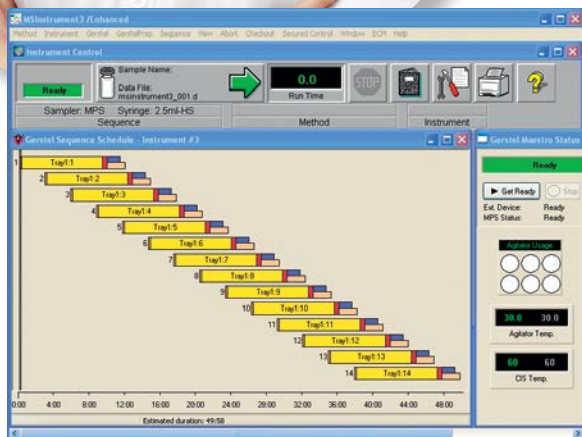 MSInstrument3 /Enhanced
Method Instrument Gerstel GerstelPrep Sequence View Abort Checkout Secured Control Window ECM Help
Instrument Control
Ready
Sample Name:
Data File:
msinstrument3_001.d
Sampler: MPS Syringe: 2.5ml-HS
Sequence
0.0
Run Time
STOP
Method
Instrument
Gerstel Sequence Schedule - Instrument #3
1 Tray1:1
2 Tray1:2
3 Tray1:3
4 Tray1:4
5 Tray1:5
6 Tray1:6
7 Tray1:7
8 Tray1:8
9 Tray1:9
10 Tray1:10
11 Tray1:11
12 Tray1:12
13 Tray1:13
14 Tray1:14
0:00 4:00 8:00 12:00 16:00 20:00 24:00 28:00 32:00 36:00 40:00 44:00 48:00
Estimated duration: 49:58
Gerstel Maestro Status
Ready
Get Ready Stop
Ext. Device: Ready
MPS Status: Ready
Agitator Usage
30.0 30.0
Agitator Temp.
60 60
CIS Temp.